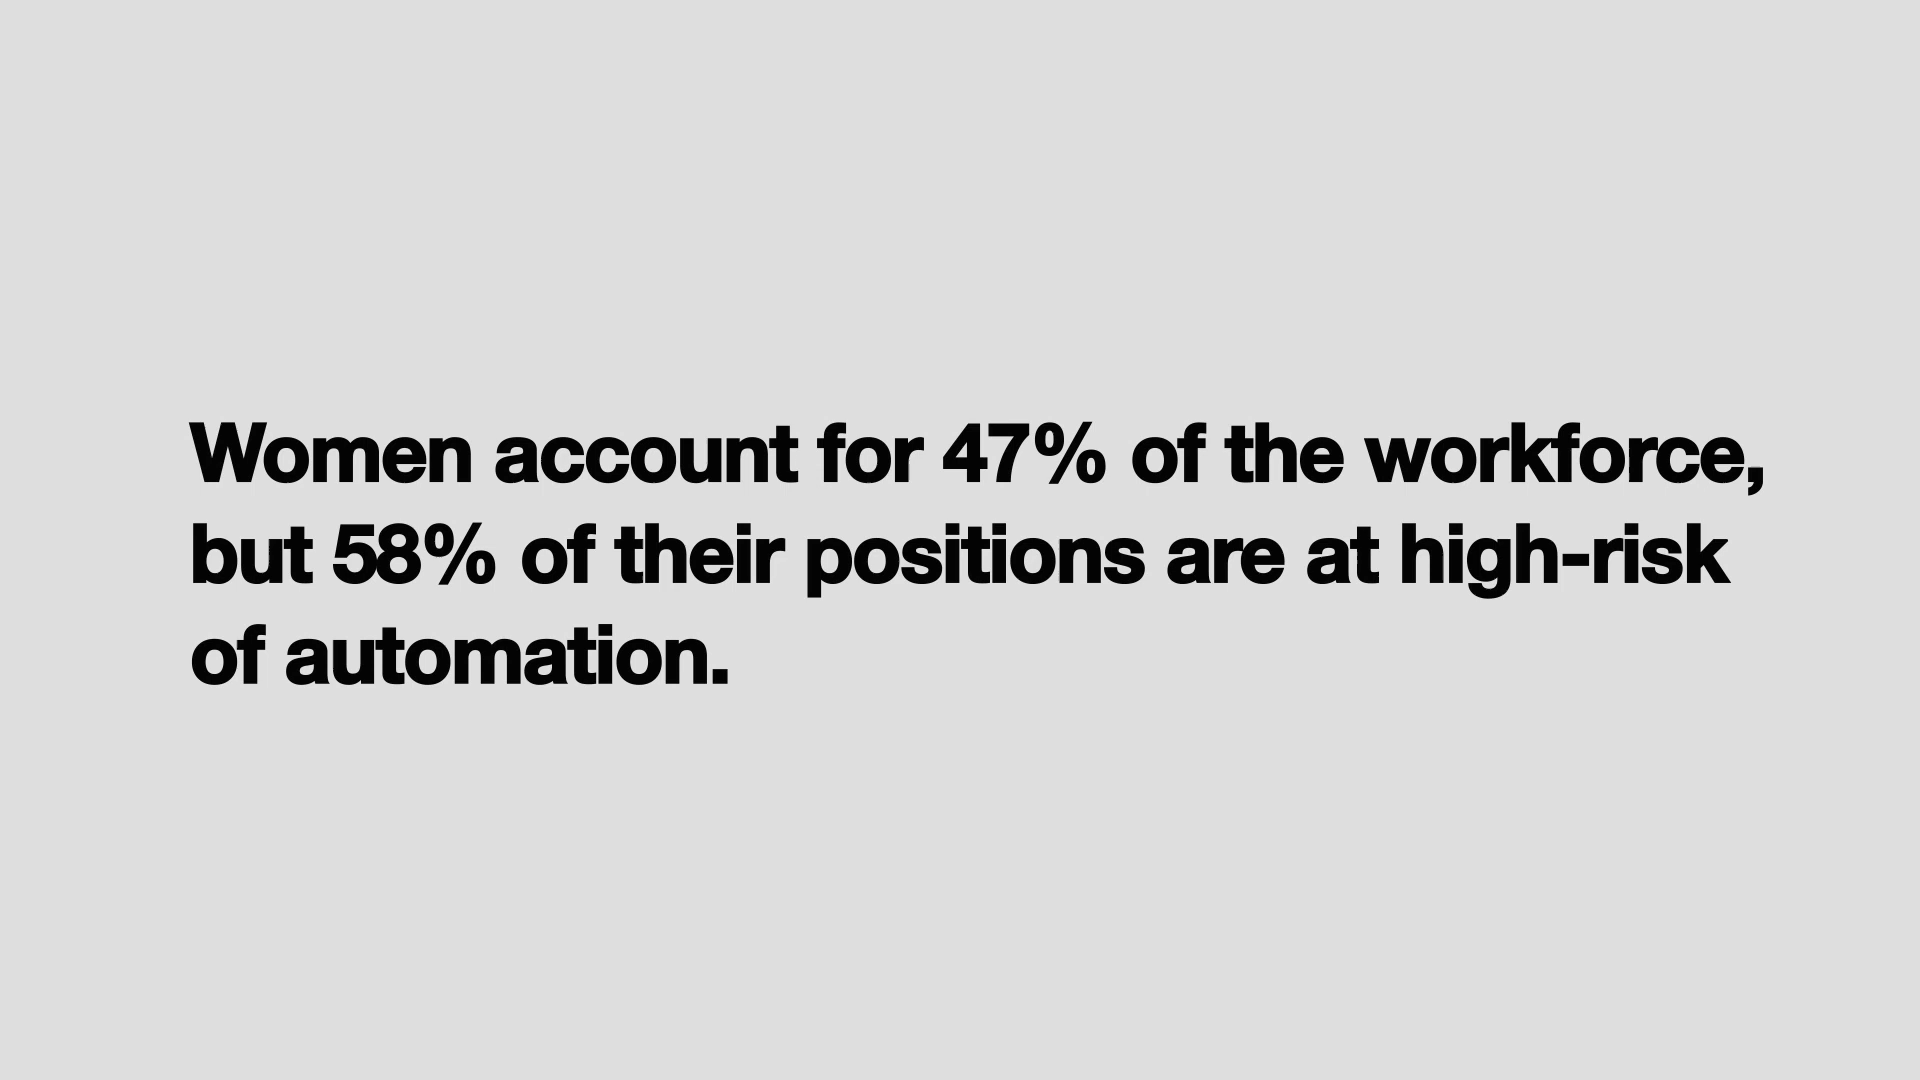 Women account for 47% of the workforce,
but 58% of their positions are at high-risk
of automation.